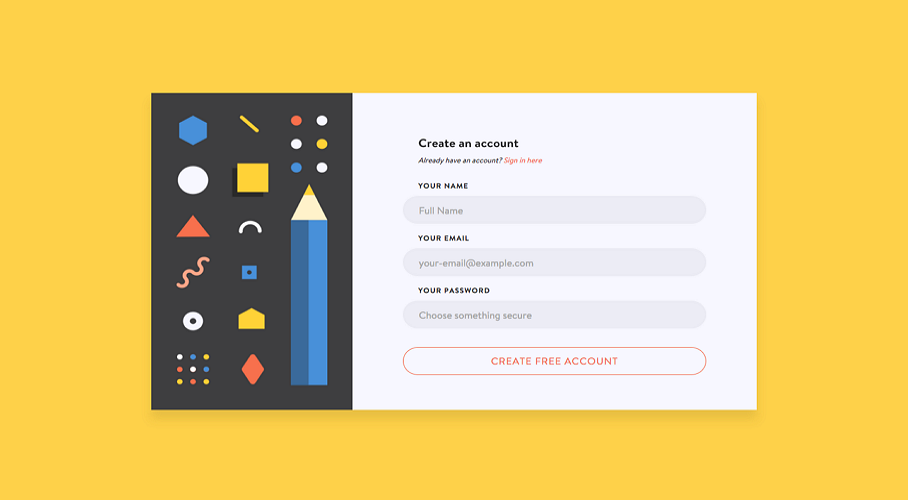 Create an account
Already have an account? Sign in here
YOUR NAME
Full Name
YOUR EMAIL
your-email@example.com
YOUR PASSWORD
Choose something secure
CREATE FREE ACCOUNT